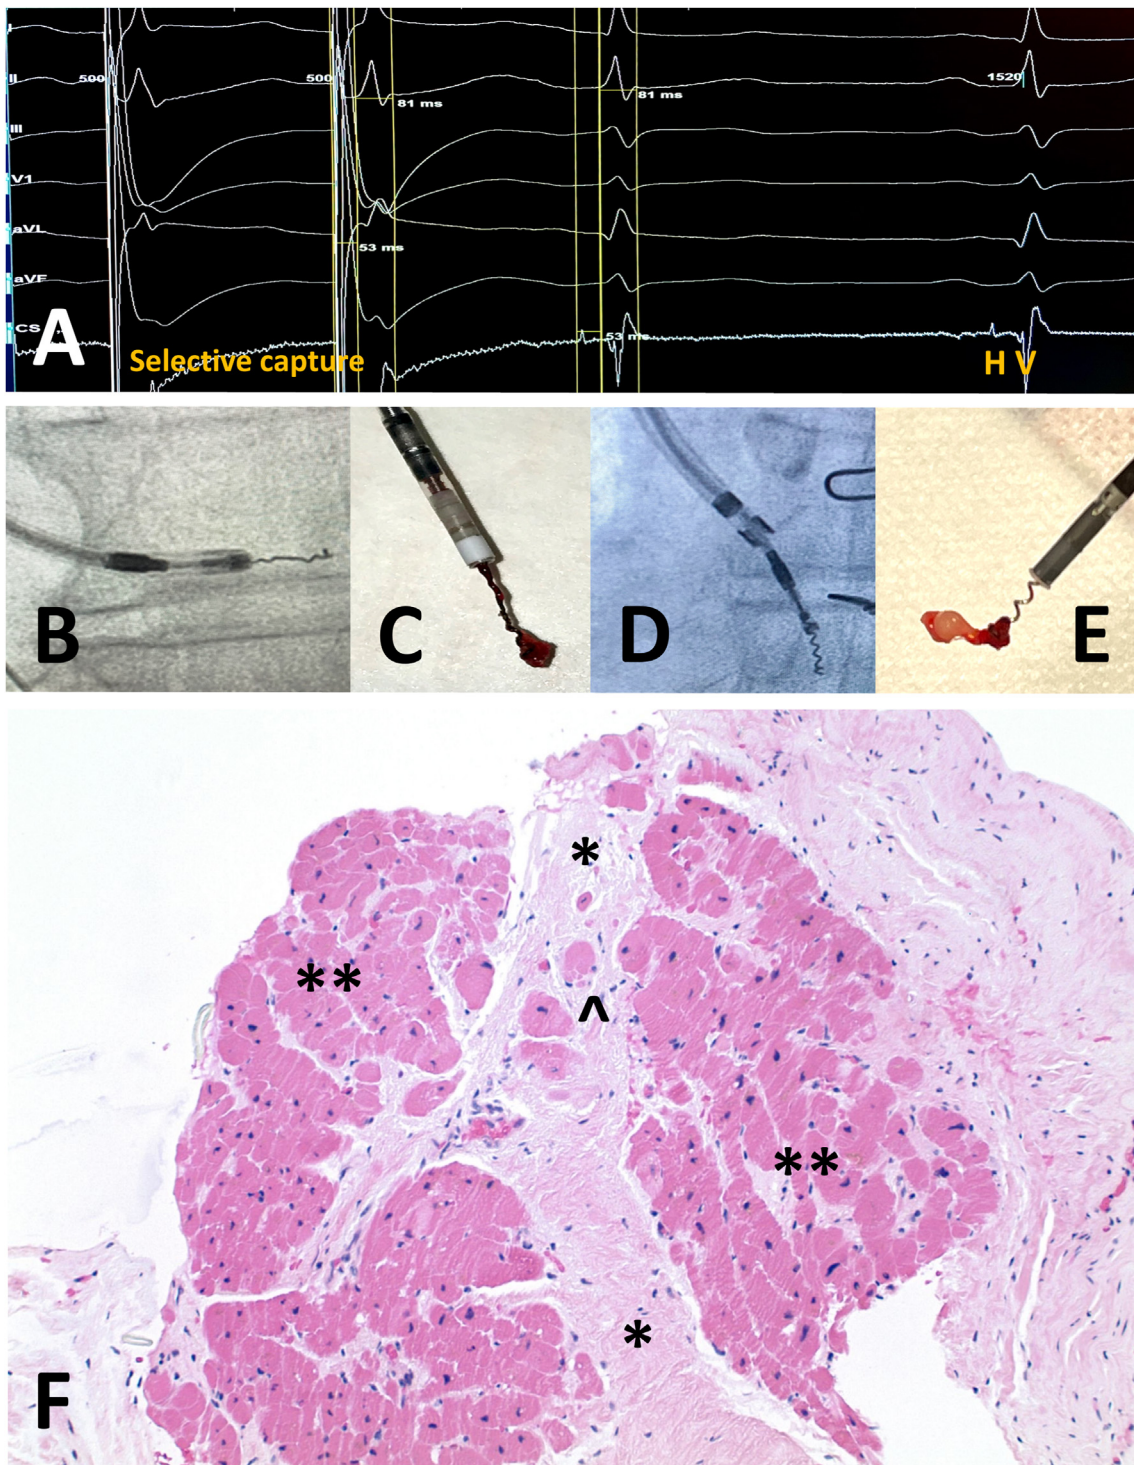 I
II
500
500
1520
81 ms
81 ms
III
V1
aVL
53 ms
aVF
CS
53 ms
A
Selective capture
H V
B
C
D
E
*
**
^
**
*
F